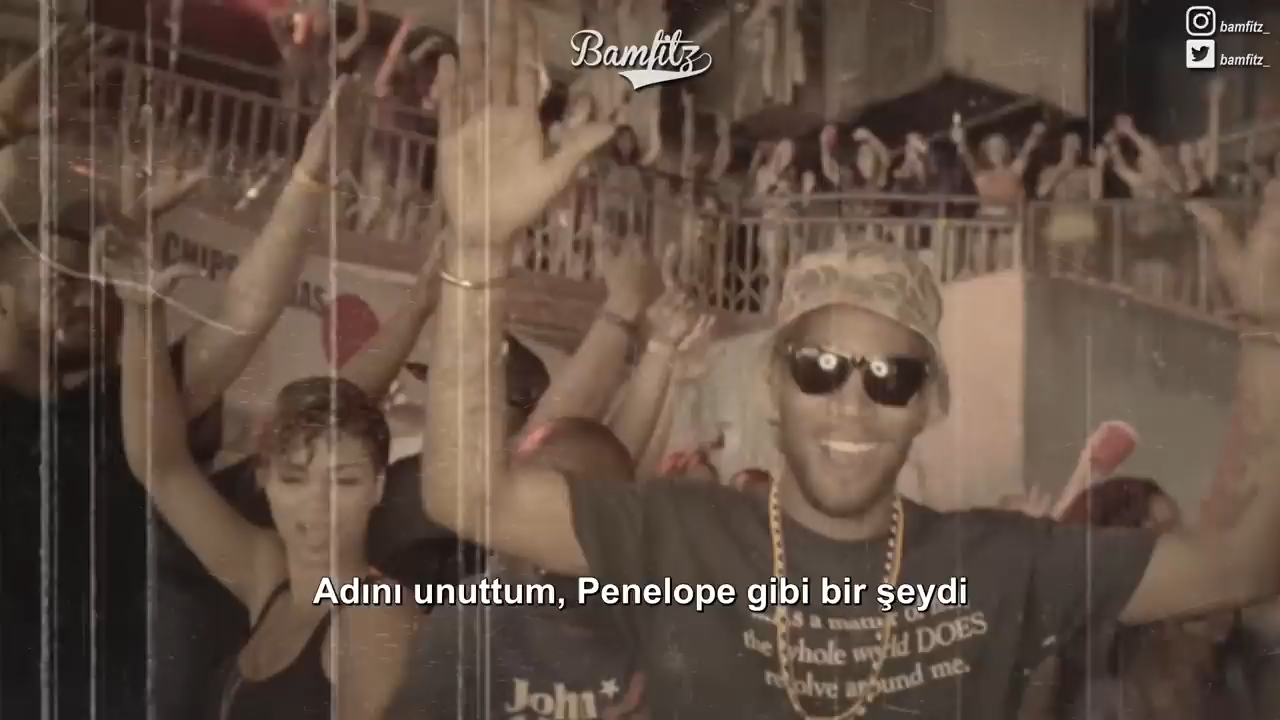 Bamfitz
bamfitz_
bamfitz_
Adını unuttum, Penelope gibi bir şeydi
the whole world DOES
revolve around me.
John